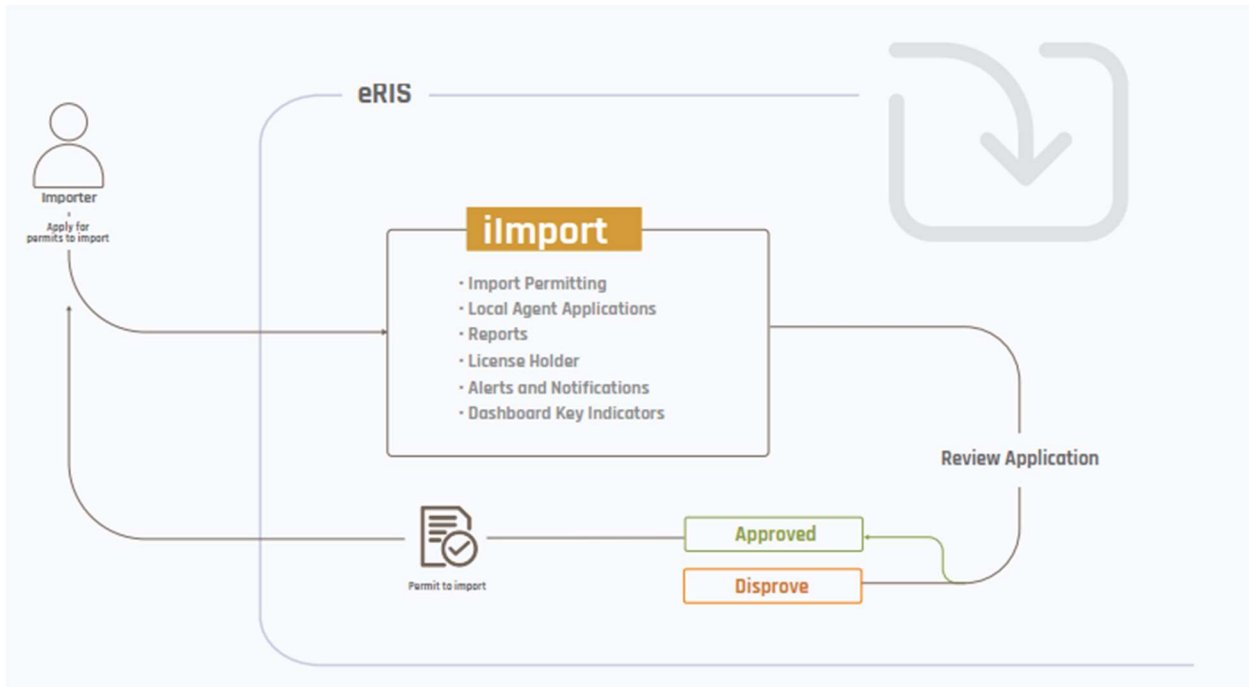 eRIS
Importer
Apply for
permits to import
iImport
· Import Permitting
· Local Agent Applications
· Reports
· License Holder
· Alerts and Notifications
· Dashboard Key Indicators
Review Application
Approved
Disprove
Permit to import